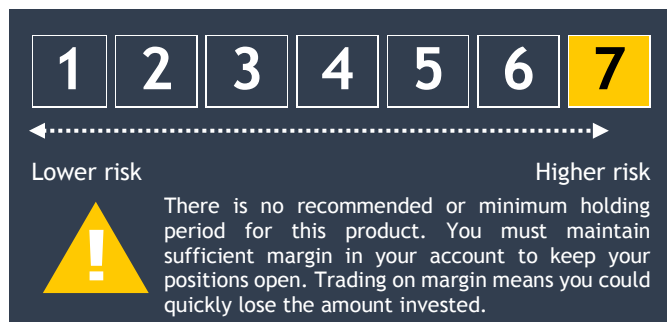 1 2 3 4 5 6 7
Lower risk Higher risk
!
There is no recommended or minimum holding
period for this product. You must maintain
sufficient margin in your account to keep your
positions open. Trading on margin means you could
quickly lose the amount invested.